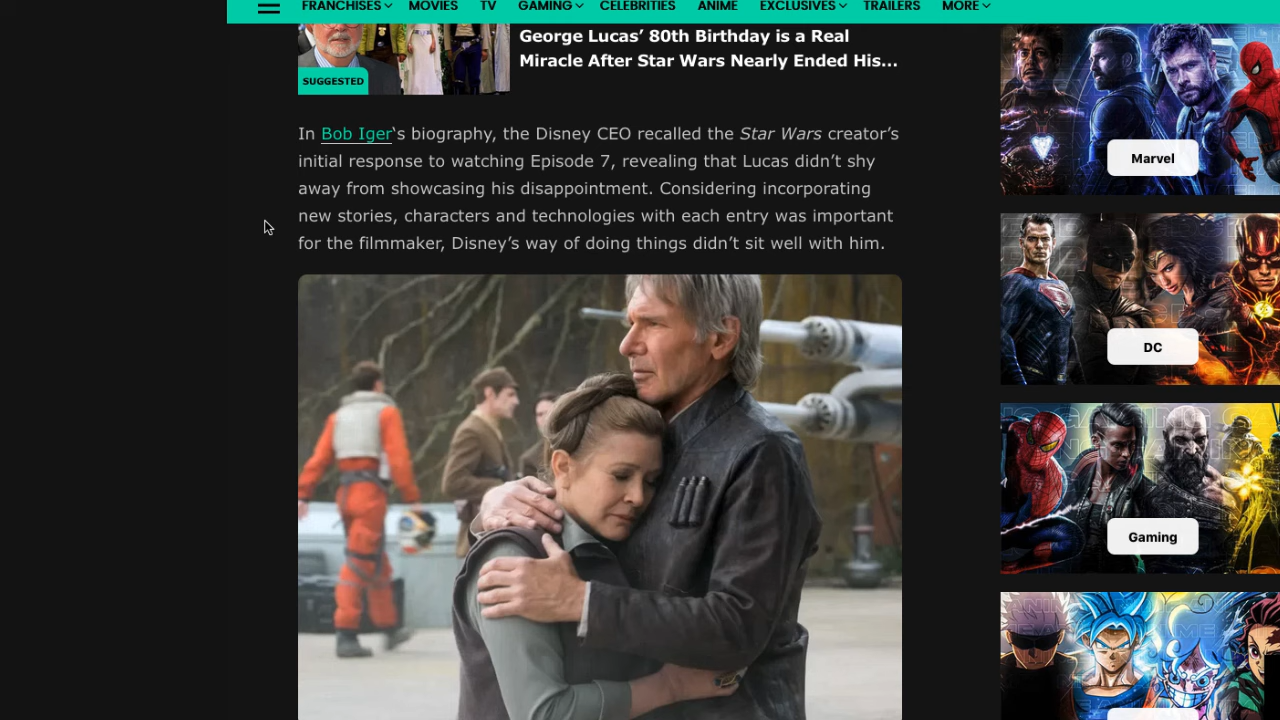 FRANCHISES MOVIES TV GAMING CELEBRITIES ANIME EXCLUSIVES TRAILERS MORE
George Lucas’ 80th Birthday is a Real
Miracle After Star Wars Nearly Ended His...
SUGGESTED
In Bob Iger‘s biography, the Disney CEO recalled the Star Wars creator’s
initial response to watching Episode 7, revealing that Lucas didn’t shy
away from showcasing his disappointment. Considering incorporating
new stories, characters and technologies with each entry was important
for the filmmaker, Disney’s way of doing things didn’t sit well with him.
Marvel
DC
Gaming